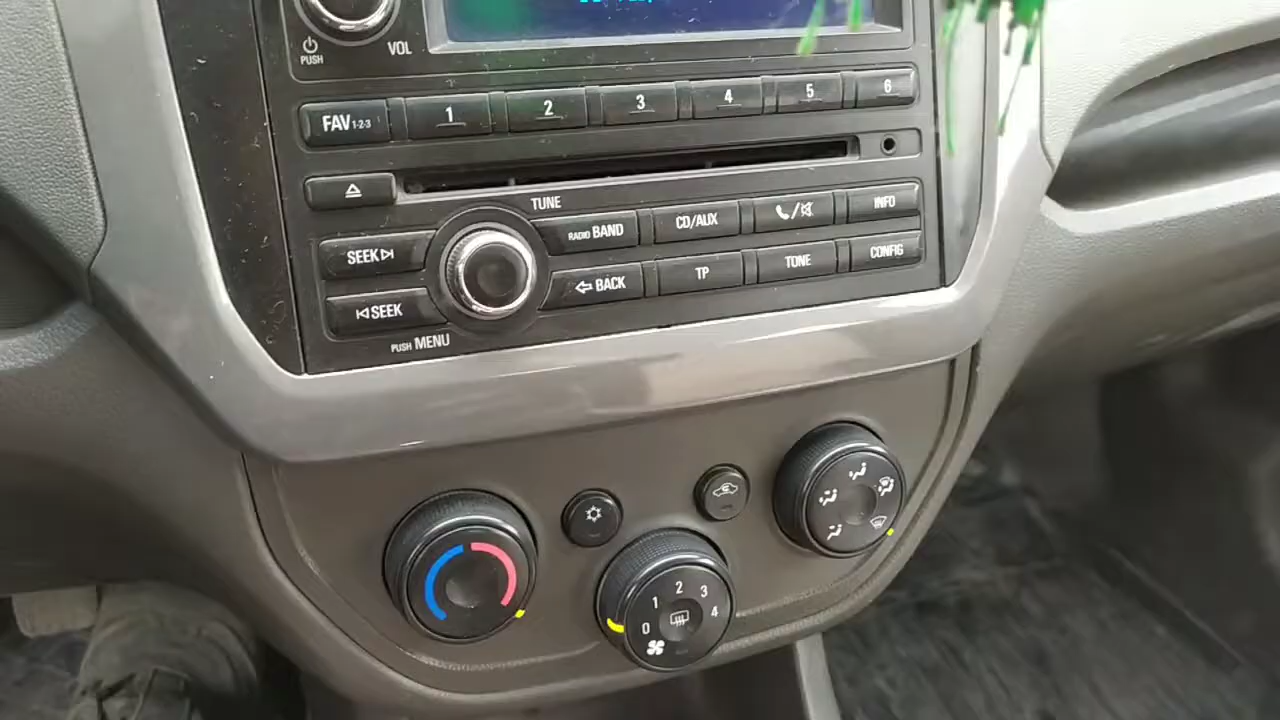 PUSH
VOL
FAV 1-2-3
1
2
3
4
5
6
TUNE
SEEK
RADIO BAND
CD/AUX
INFO
SEEK
BACK
TP
TONE
CONFIG
PUSH MENU
0
1
2
3
4